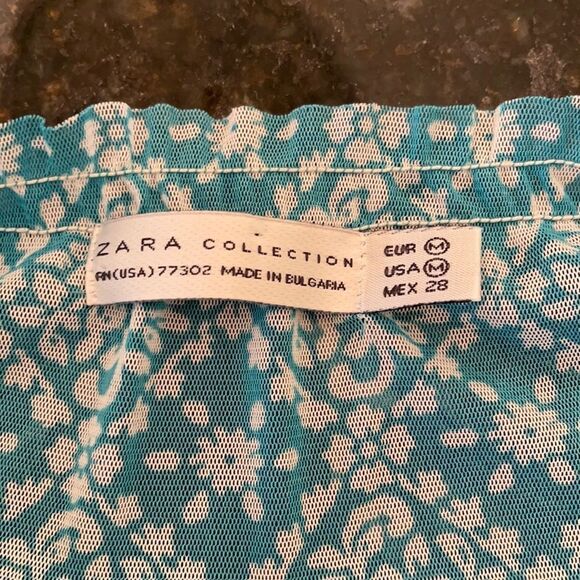 ZARA COLLECTION
RN(USA)77302 MADE IN BULGARIA
EUR M
USA M
MEX 28